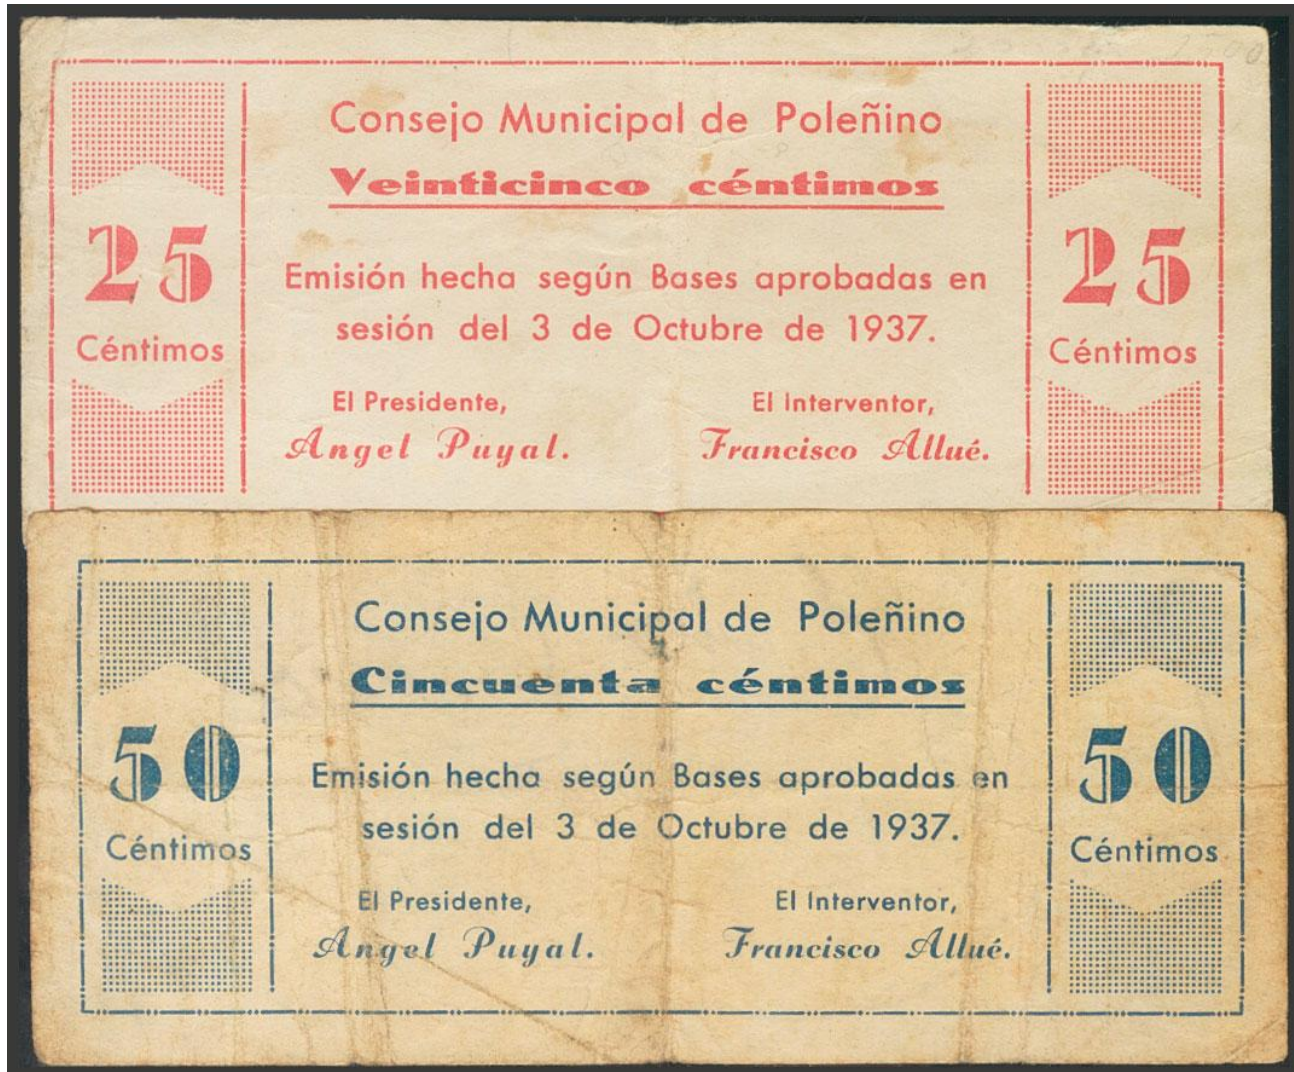 Consejo Municipal de Poleñino
Veinticinco céntimos
25
Céntimos
25
Céntimos
Emisión hecha según Bases aprobadas en
sesión del 3 de Octubre de 1937.
El Presidente,
Angel Puyal.
El Interventor,
Francisco Allué.
Consejo Municipal de Poleñino
Cincuenta céntimos
50
Céntimos
50
Céntimos
Emisión hecha según Bases aprobadas en
sesión del 3 de Octubre de 1937.
El Presidente,
Angel Puyal.
El Interventor,
Francisco Allué.